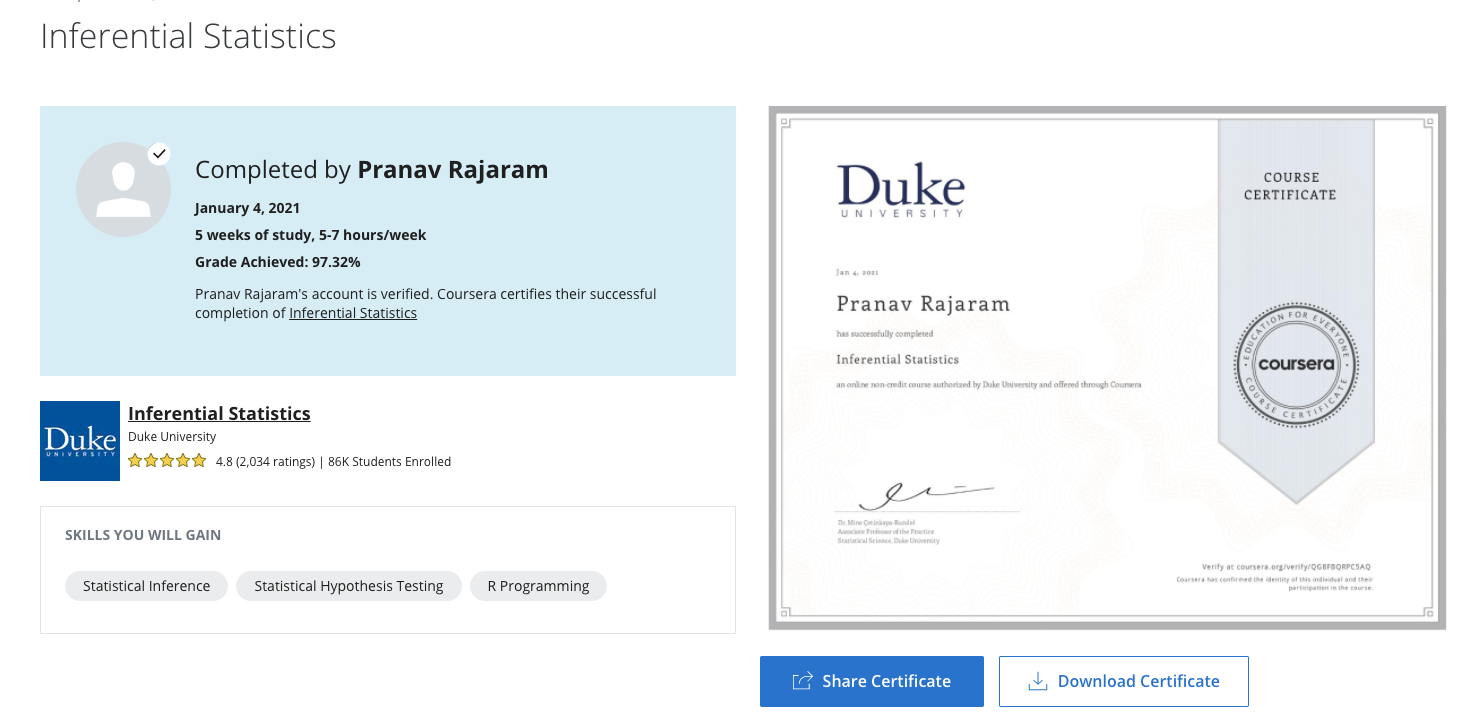 Inferential Statistics
Completed by Pranav Rajaram
January 4, 2021
5 weeks of study, 5-7 hours/week
Grade Achieved: 97.32%
Pranav Rajaram's account is verified. Coursera certifies their successful
completion of Inferential Statistics
Duke
UNIVERSITY
Inferential Statistics
Duke University
4.8 (2,034 ratings) | 86K Students Enrolled
SKILLS YOU WILL GAIN
Statistical Inference
Statistical Hypothesis Testing
R Programming
Duke
UNIVERSITY
COURSE
CERTIFICATE
Jan 4, 2021
Pranav Rajaram
has successfully completed
Inferential Statistics
an online non-credit course authorized by Duke University and offered through Coursera
EDUCATION FOR EVERYONE
coursera
COURSE CERTIFICATE
Dr. Mine Çetinkaya-Rundel
Associate Professor of the Practice
Statistical Science, Duke University
Verify at coursera.org/verify/QG8FBQRPC5AQ
Coursera has confirmed the identity of this individual and their
participation in the course.
Share Certificate
Download Certificate